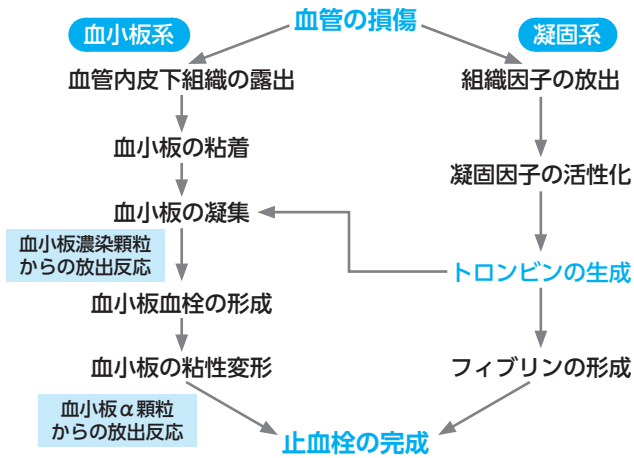 血管の損傷
血小板系
凝固系
血管内皮下組織の露出
組織因子の放出
血小板の粘着
凝固因子の活性化
血小板の凝集
血小板濃染顆粒
からの放出反応
トロンビンの生成
血小板血栓の形成
血小板の粘性変形
フィブリンの形成
血小板α顆粒
からの放出反応
止血栓の完成